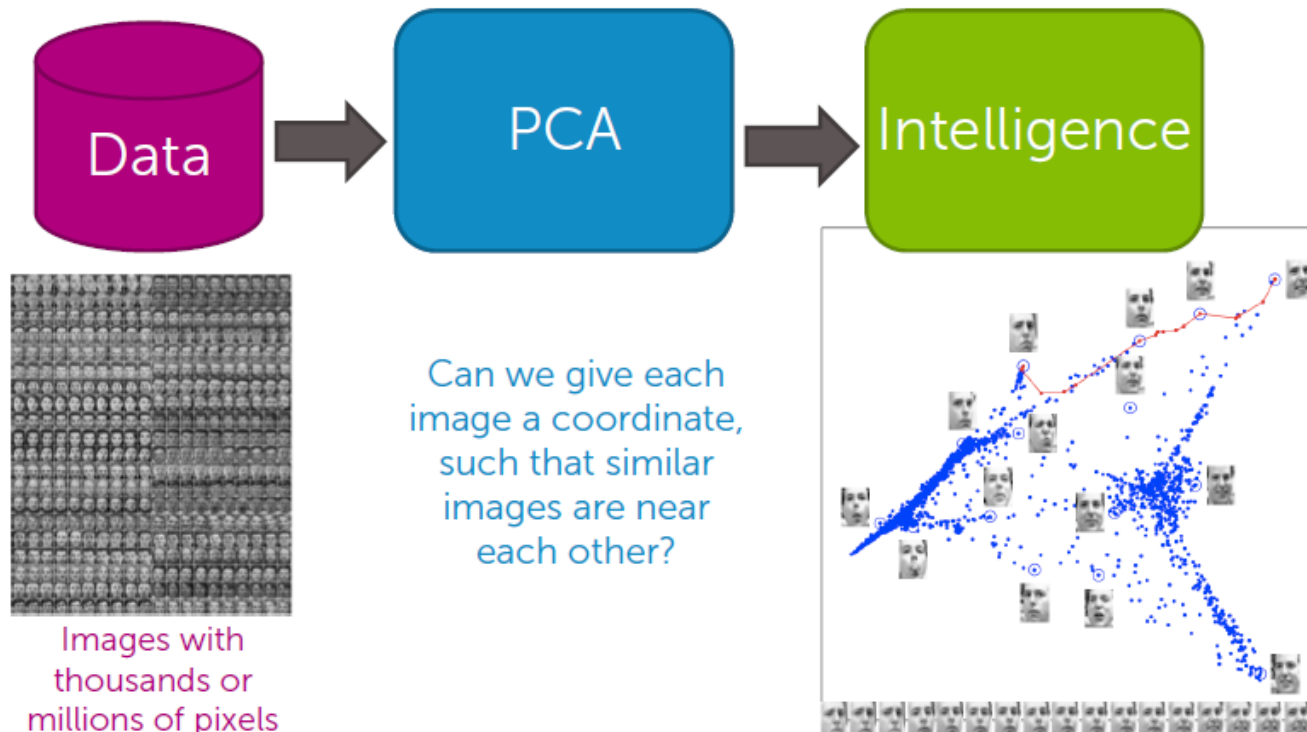 Data
PCA
Intelligence
Can we give each
image a coordinate,
such that similar
images are near
each other?
Images with
thousands or
millions of pixels